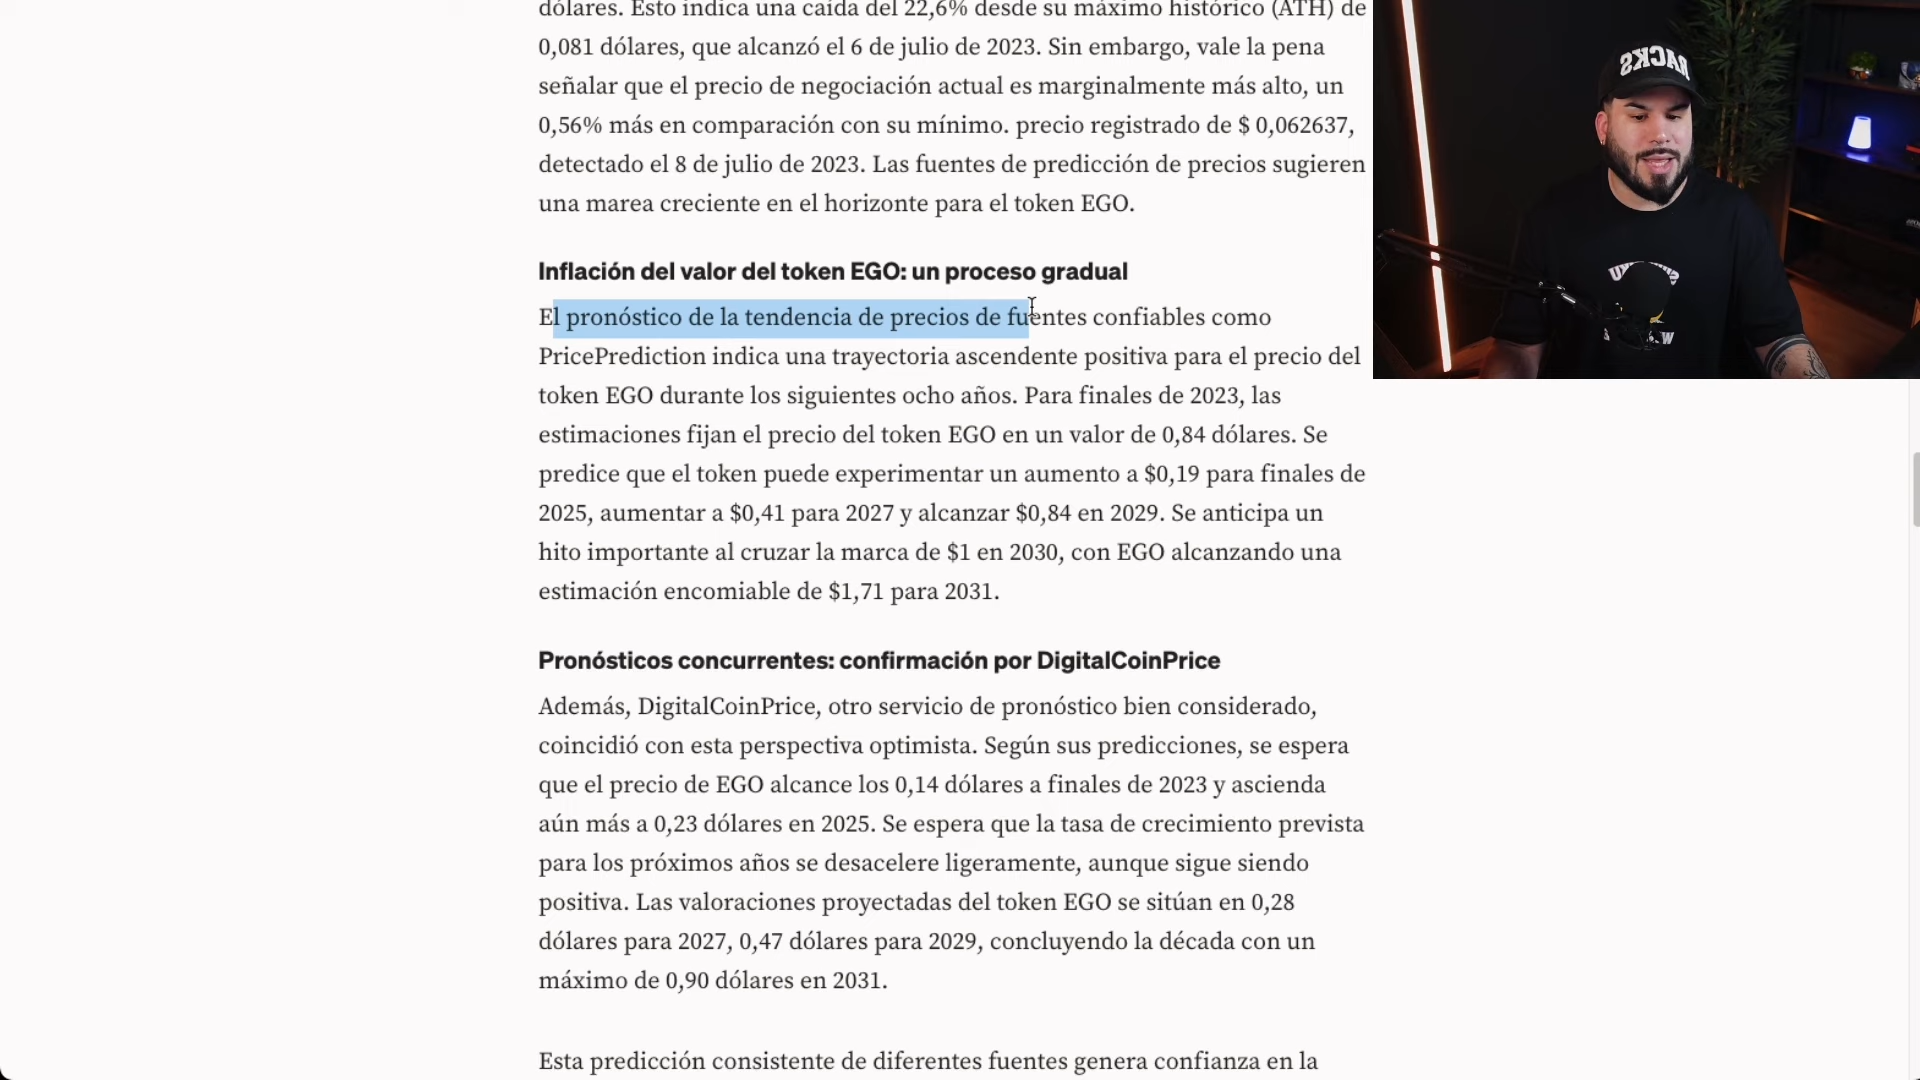 dólares. Esto indica una caída del 22,6% desde su máximo histórico (ATH) de
0,081 dólares, que alcanzó el 6 de julio de 2023. Sin embargo, vale la pena
señalar que el precio de negociación actual es marginalmente más alto, un
0,56% más en comparación con su mínimo. precio registrado de $ 0,062637,
detectado el 8 de julio de 2023. Las fuentes de predicción de precios sugieren
una marea creciente en el horizonte para el token EGO.
Inflación del valor del token EGO: un proceso gradual
El pronóstico de la tendencia de precios de fuentes confiables como
PricePrediction indica una trayectoria ascendente positiva para el precio del
token EGO durante los siguientes ocho años. Para finales de 2023, las
estimaciones fijan el precio del token EGO en un valor de 0,84 dólares. Se
predice que el token puede experimentar un aumento a $0,19 para finales de
2025, aumentar a $0,41 para 2027 y alcanzar $0,84 en 2029. Se anticipa un
hito importante al cruzar la marca de $1 en 2030, con EGO alcanzando una
estimación encomiable de $1,71 para 2031.
Pronósticos concurrentes: confirmación por DigitalCoinPrice
Además, DigitalCoinPrice, otro servicio de pronóstico bien considerado,
coincidió con esta perspectiva optimista. Según sus predicciones, se espera
que el precio de EGO alcance los 0,14 dólares a finales de 2023 y ascienda
aún más a 0,23 dólares en 2025. Se espera que la tasa de crecimiento prevista
para los próximos años se desacelere ligeramente, aunque sigue siendo
positiva. Las valoraciones proyectadas del token EGO se sitúan en 0,28
dólares para 2027, 0,47 dólares para 2029, concluyendo la década con un
máximo de 0,90 dólares en 2031.
Esta predicción consistente de diferentes fuentes genera confianza en la
RACKS